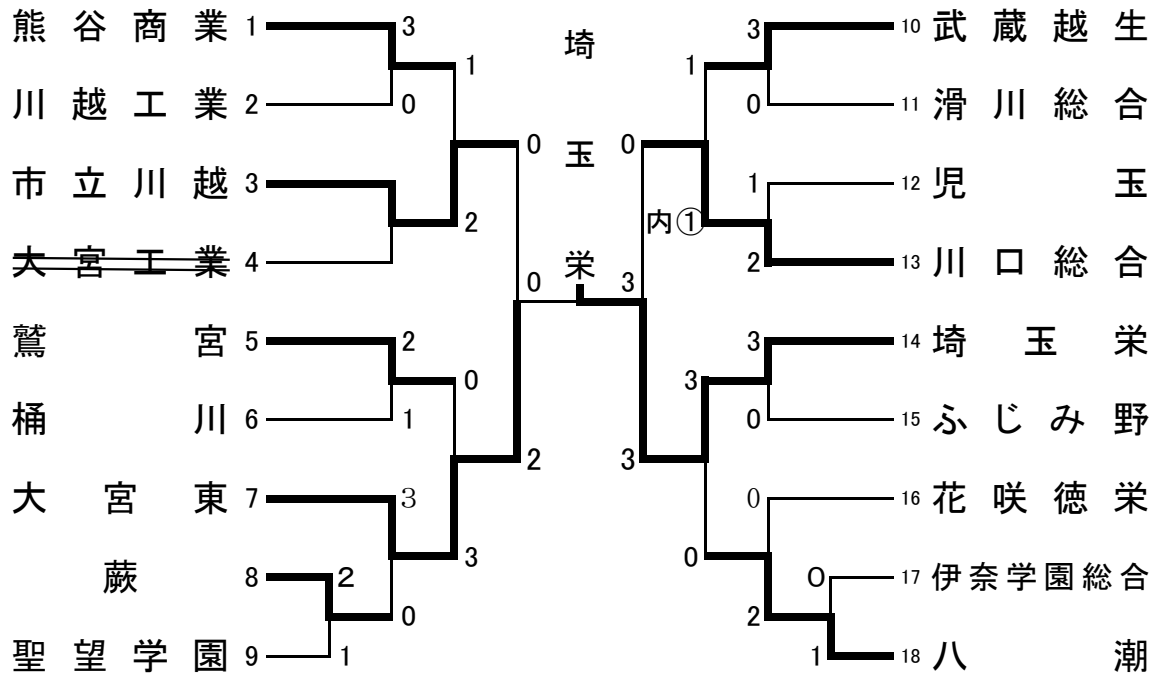 熊谷商業 1 3 埼 3 10 武蔵越生
1 1
川越工業 2 0 0 11 滑川総合
0 玉 0
市立川越 3 1 12 児玉
2 内①
大宮工業 4 2 13 川口総合
0 栄 3
鷲宮 5 2 3 14 埼玉栄
0 3
桶川 6 1 0 15 ふじみ野
2 3
大宮東 7 3 0 16 花咲徳栄
3 0
蕨 8 2 0 17 伊奈学園総合
0 2
聖望学園 9 1 1 18 八潮